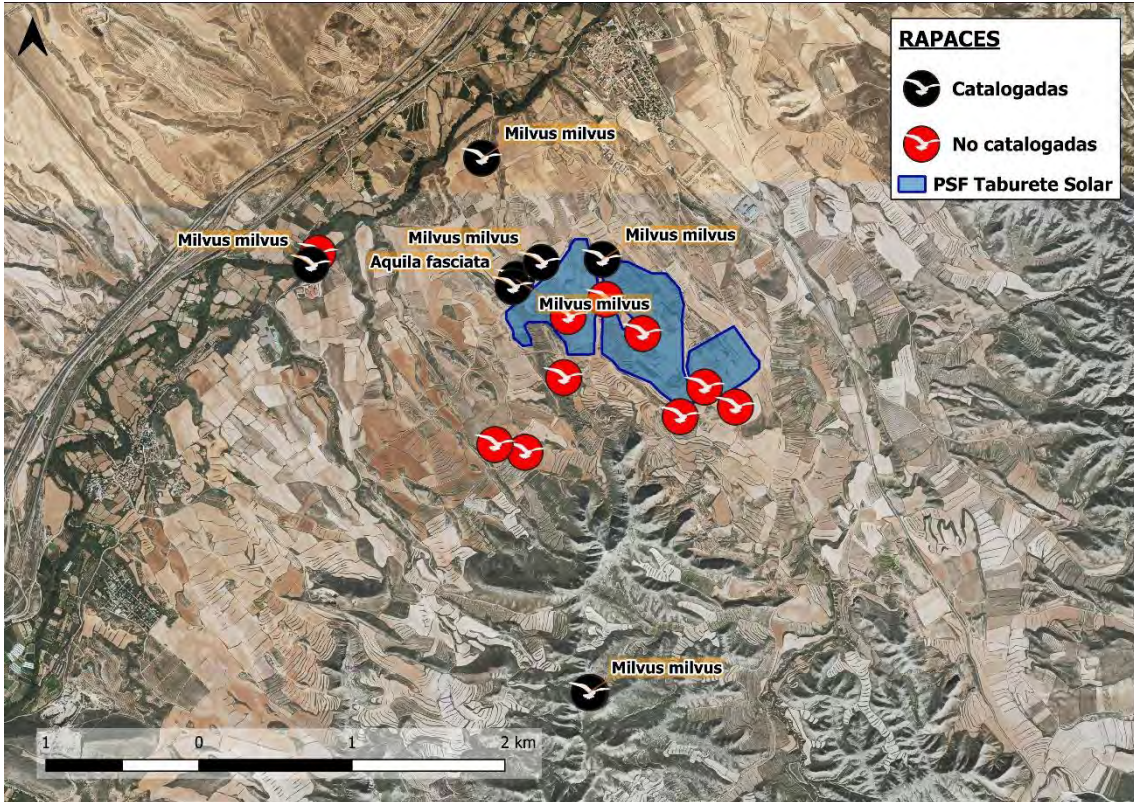 RAPACES
Catalogadas
No catalogadas
PSF Taburete Solar
Milvus milvus
Milvus milvus
Milvus milvus
Milvus milvus
Aquila fasciata
Milvus milvus
Milvus milvus
1 0 1 2 km